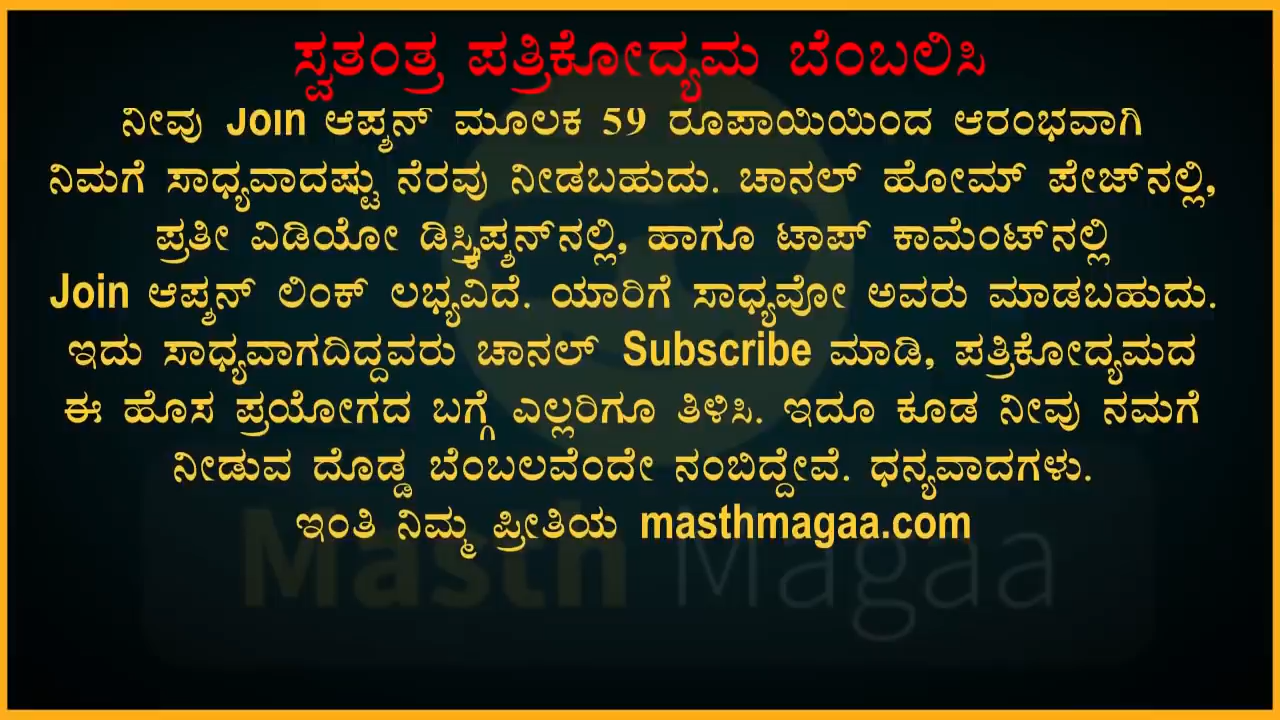 ಸ್ವತಂತ್ರ ಪತ್ರಿಕೋದ್ಯಮ ಬೆಂಬಲಿಸಿ
ನೀವು Join ಆಪ್ಶನ್ ಮೂಲಕ 59 ರೂಪಾಯಿಯಿಂದ ಆರಂಭವಾಗಿ
ನಿಮಗೆ ಸಾಧ್ಯವಾದಷ್ಟು ನೆರವು ನೀಡಬಹುದು. ಚಾನಲ್ ಹೋಮ್ ಪೇಜ್‌ನಲ್ಲಿ,
ಪ್ರತೀ ವಿಡಿಯೋ ಡಿಸ್ಕ್ರಿಪ್ಶನ್‌ನಲ್ಲಿ, ಹಾಗೂ ಟಾಪ್ ಕಾಮೆಂಟ್‌ನಲ್ಲಿ
Join ಆಪ್ಶನ್ ಲಿಂಕ್ ಲಭ್ಯವಿದೆ. ಯಾರಿಗೆ ಸಾಧ್ಯವೋ ಅವರು ಮಾಡಬಹುದು.
ಇದು ಸಾಧ್ಯವಾಗದಿದ್ದವರು ಚಾನಲ್ Subscribe ಮಾಡಿ, ಪತ್ರಿಕೋದ್ಯಮದ
ಈ ಹೊಸ ಪ್ರಯೋಗದ ಬಗ್ಗೆ ಎಲ್ಲರಿಗೂ ತಿಳಿಸಿ. ಇದೂ ಕೂಡ ನೀವು ನಮಗೆ
ನೀಡುವ ದೊಡ್ಡ ಬೆಂಬಲವೆಂದೇ ನಂಬಿದ್ದೇವೆ. ಧನ್ಯವಾದಗಳು.
ಇಂತಿ ನಿಮ್ಮ ಪ್ರೀತಿಯ masthmagaa.com
Masth Magaa